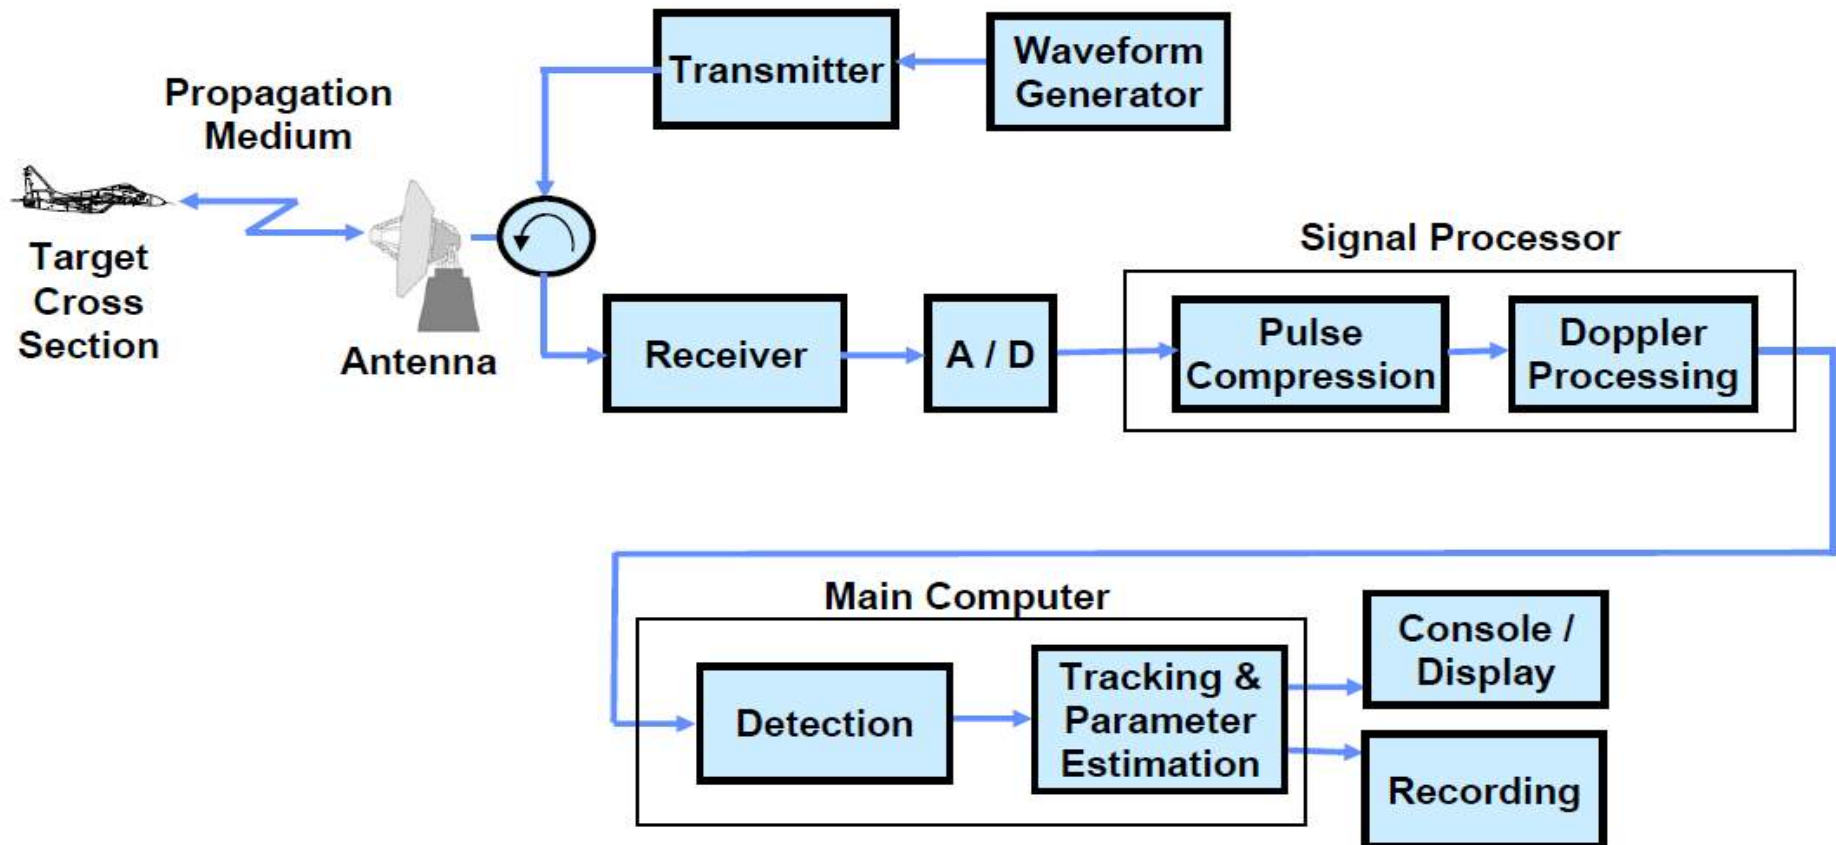 Transmitter
Waveform
Generator
Propagation
Medium
Target
Cross
Section
Antenna
Signal Processor
Receiver
A / D
Pulse
Compression
Doppler
Processing
Main Computer
Detection
Tracking &
Parameter
Estimation
Console /
Display
Recording